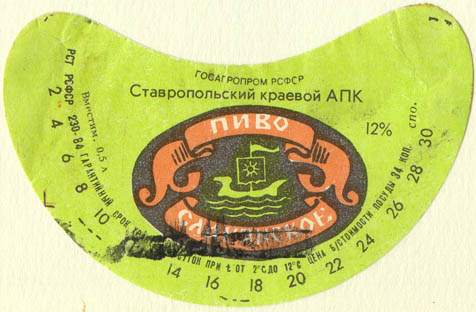 ГОСАГРОПРОМ РСФСР
Ставропольский краевой АПК
ПИВО
12%
спо.
Вместим. 0,5 л
РСТ РСФСР 230-84 ГАРАНТИЙНЫЙ СРОК
СУТОК ПРИ t. ОТ 2°С ДО 12°С ЦЕНА Б/СТОИМОСТИ ПОСУДЫ 34 КОП.
2 4 6 8 10 14 16 18 20 22 24 26 28 30